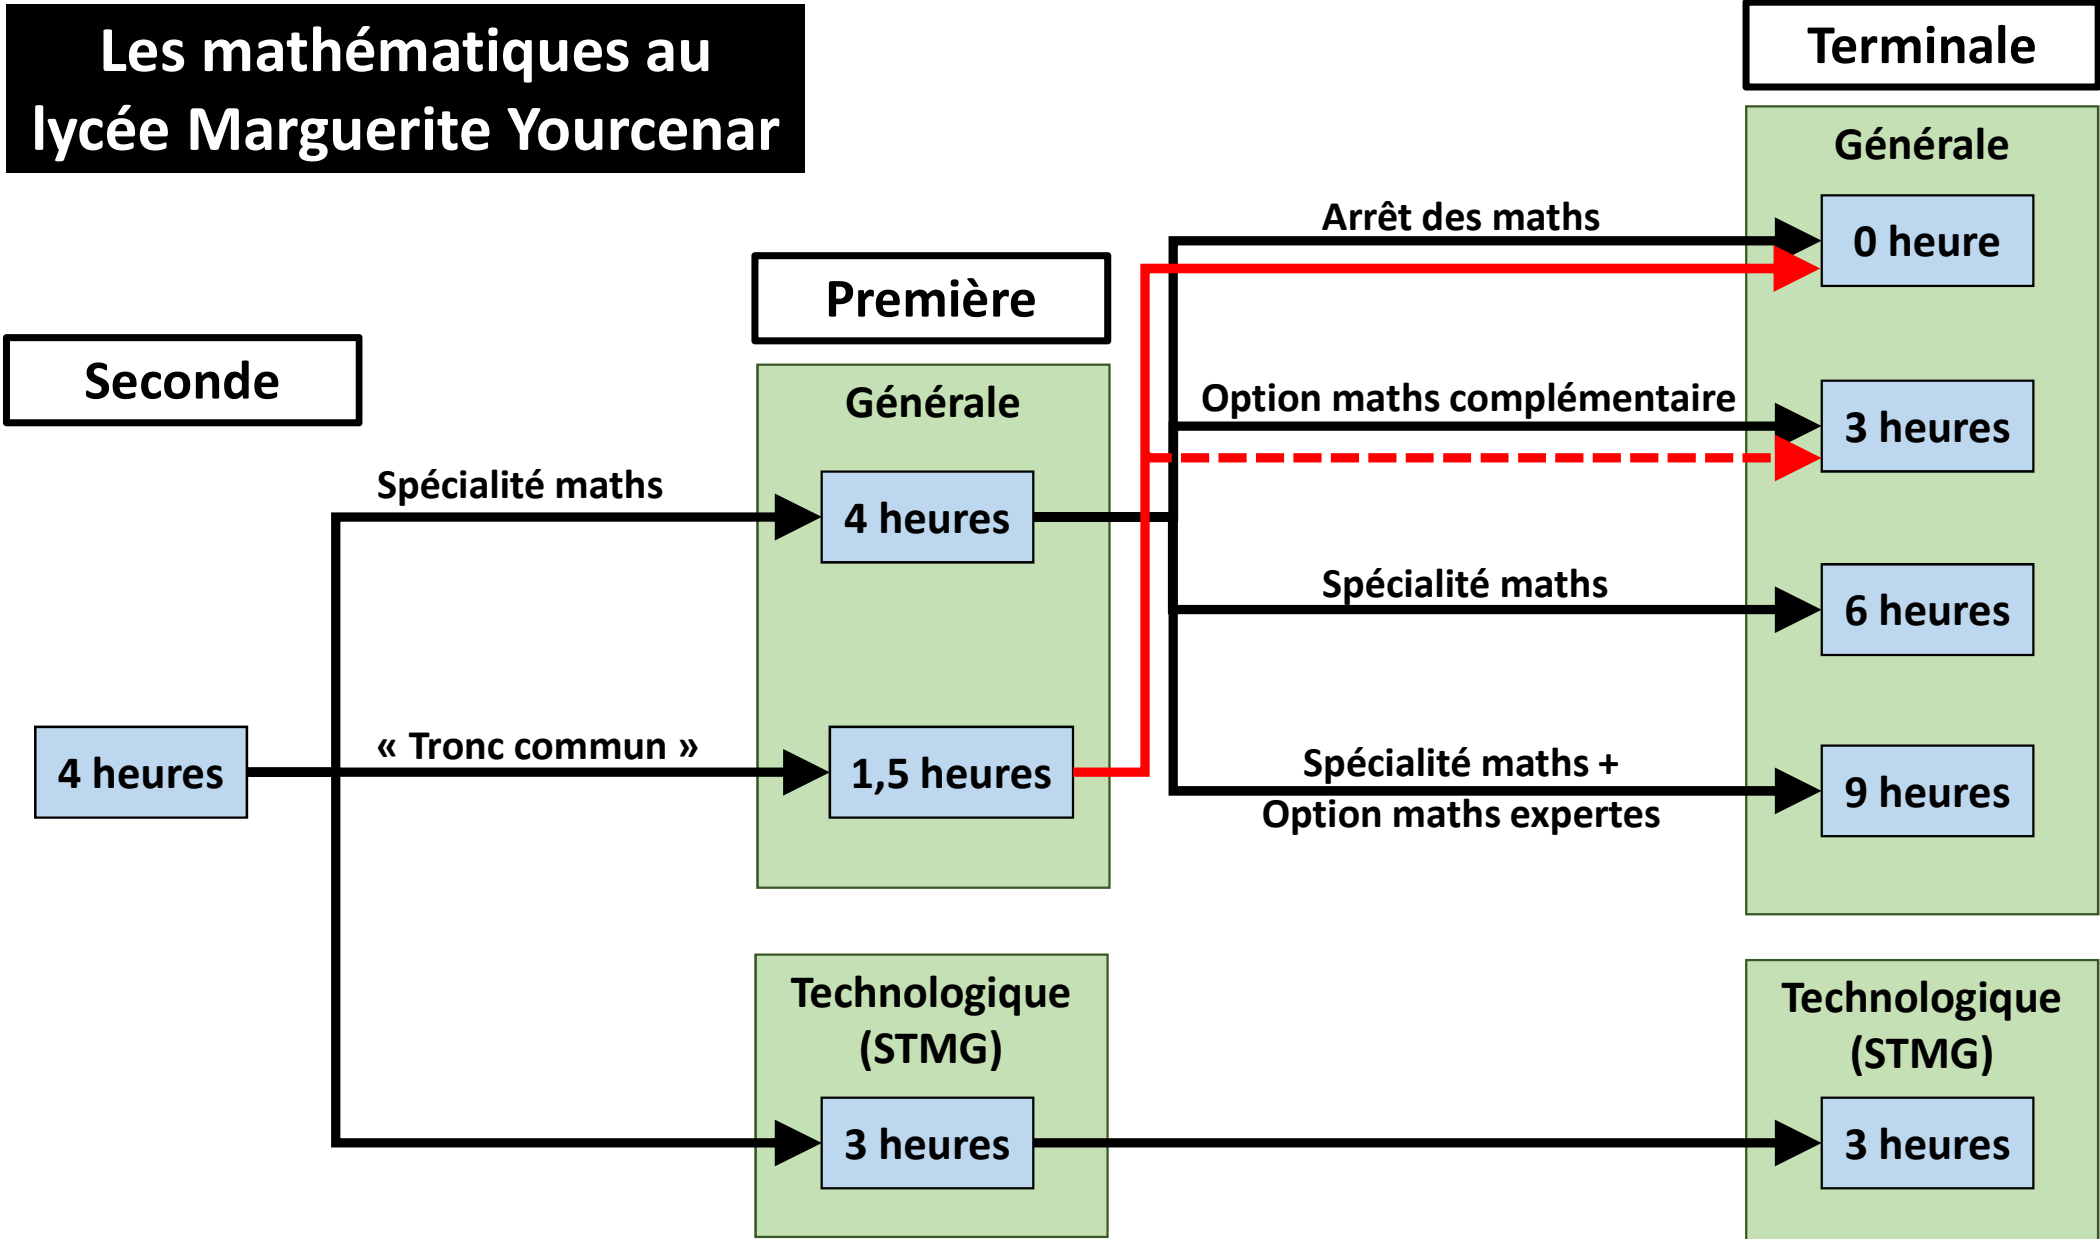 Les mathématiques au
lycée Marguerite Yourcenar
Seconde
4 heures
Spécialité maths
« Tronc commun »
Première
Générale
4 heures
1,5 heures
Technologique
(STMG)
3 heures
Arrêt des maths
Option maths complémentaire
Spécialité maths
Spécialité maths +
Option maths expertes
Terminale
Générale
0 heure
3 heures
6 heures
9 heures
Technologique
(STMG)
3 heures